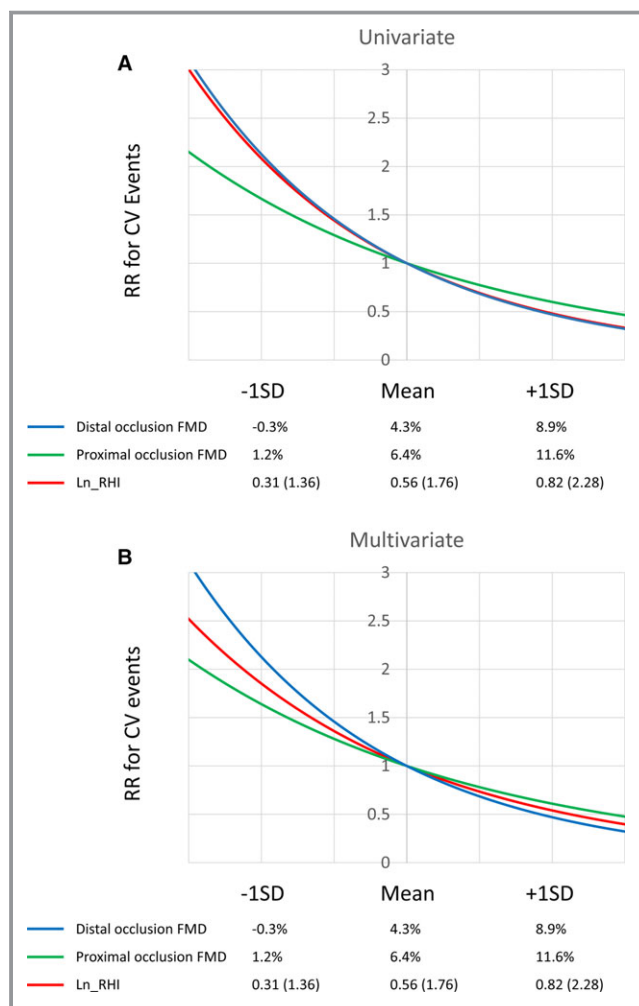 Univariate
A
3
2.5
2
1.5
1
0.5
0
RR for CV Events
-1SD Mean +1SD
Distal occlusion FMD -0.3% 4.3% 8.9%
Proximal occlusion FMD 1.2% 6.4% 11.6%
Ln_RHI 0.31 (1.36) 0.56 (1.76) 0.82 (2.28)
Multivariate
B
3
2.5
2
1.5
1
0.5
0
RR for CV events
-1SD Mean +1SD
Distal occlusion FMD -0.3% 4.3% 8.9%
Proximal occlusion FMD 1.2% 6.4% 11.6%
Ln_RHI 0.31 (1.36) 0.56 (1.76) 0.82 (2.28)